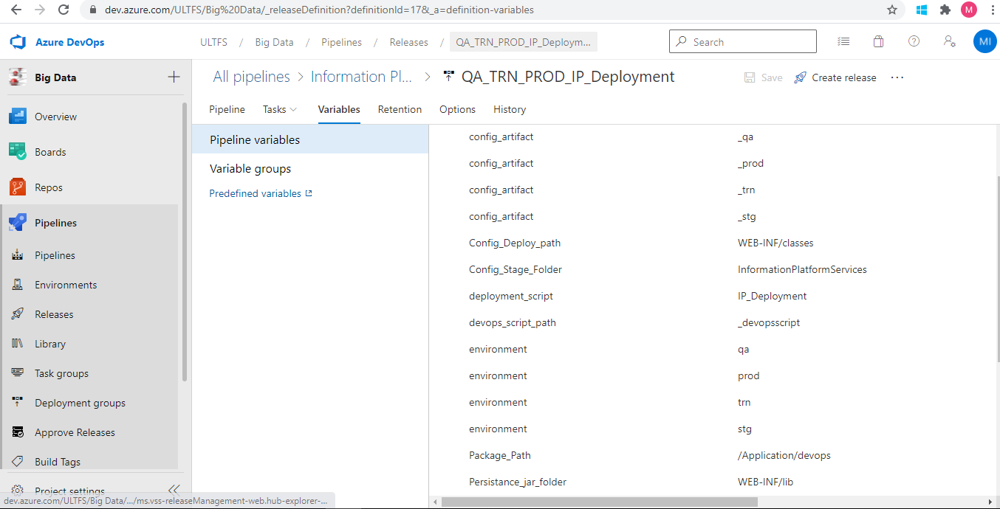 dev.azure.com/ULTFS/Big%20Data/_releaseDefinition?definitionId=17&_a=definition-variables
M
Azure DevOps
ULTFS / Big Data / Pipelines / Releases / QA_TRN_PROD_IP_Deploym...
Search
MI
Big Data
All pipelines > Information Pl... > QA_TRN_PROD_IP_Deployment
Save Create release ...
Overview
Boards
Repos
Pipelines
Pipelines
Environments
Releases
Library
Task groups
Deployment groups
Approve Releases
Build Tags
Project settings
dev.azure.com/ULTFS/Big Data/.../ms.vss-releaseManagement-web.hub-explorer-...
Pipeline Tasks Variables Retention Options History
Pipeline variables
Variable groups
Predefined variables
config_artifact _qa
config_artifact _prod
config_artifact _trn
config_artifact _stg
Config_Deploy_path WEB-INF/classes
Config_Stage_Folder InformationPlatformServices
deployment_script IP_Deployment
devops_script_path _devopsscript
environment qa
environment prod
environment trn
environment stg
Package_Path /Application/devops
Persistance_jar_folder WEB-INF/lib